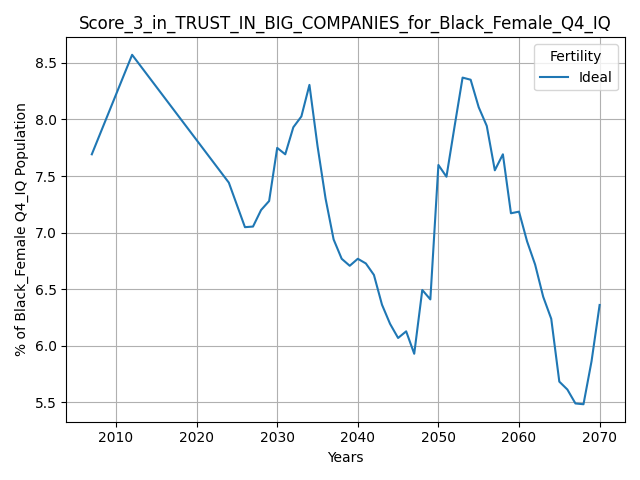 Score_3_in_TRUST_IN_BIG_COMPANIES_for_Black_Female_Q4_IQ
Fertility
Ideal
% of Black_Female Q4_IQ Population
8.5
8.0
7.5
7.0
6.5
6.0
5.5
2010 2020 2030 2040 2050 2060 2070
Years